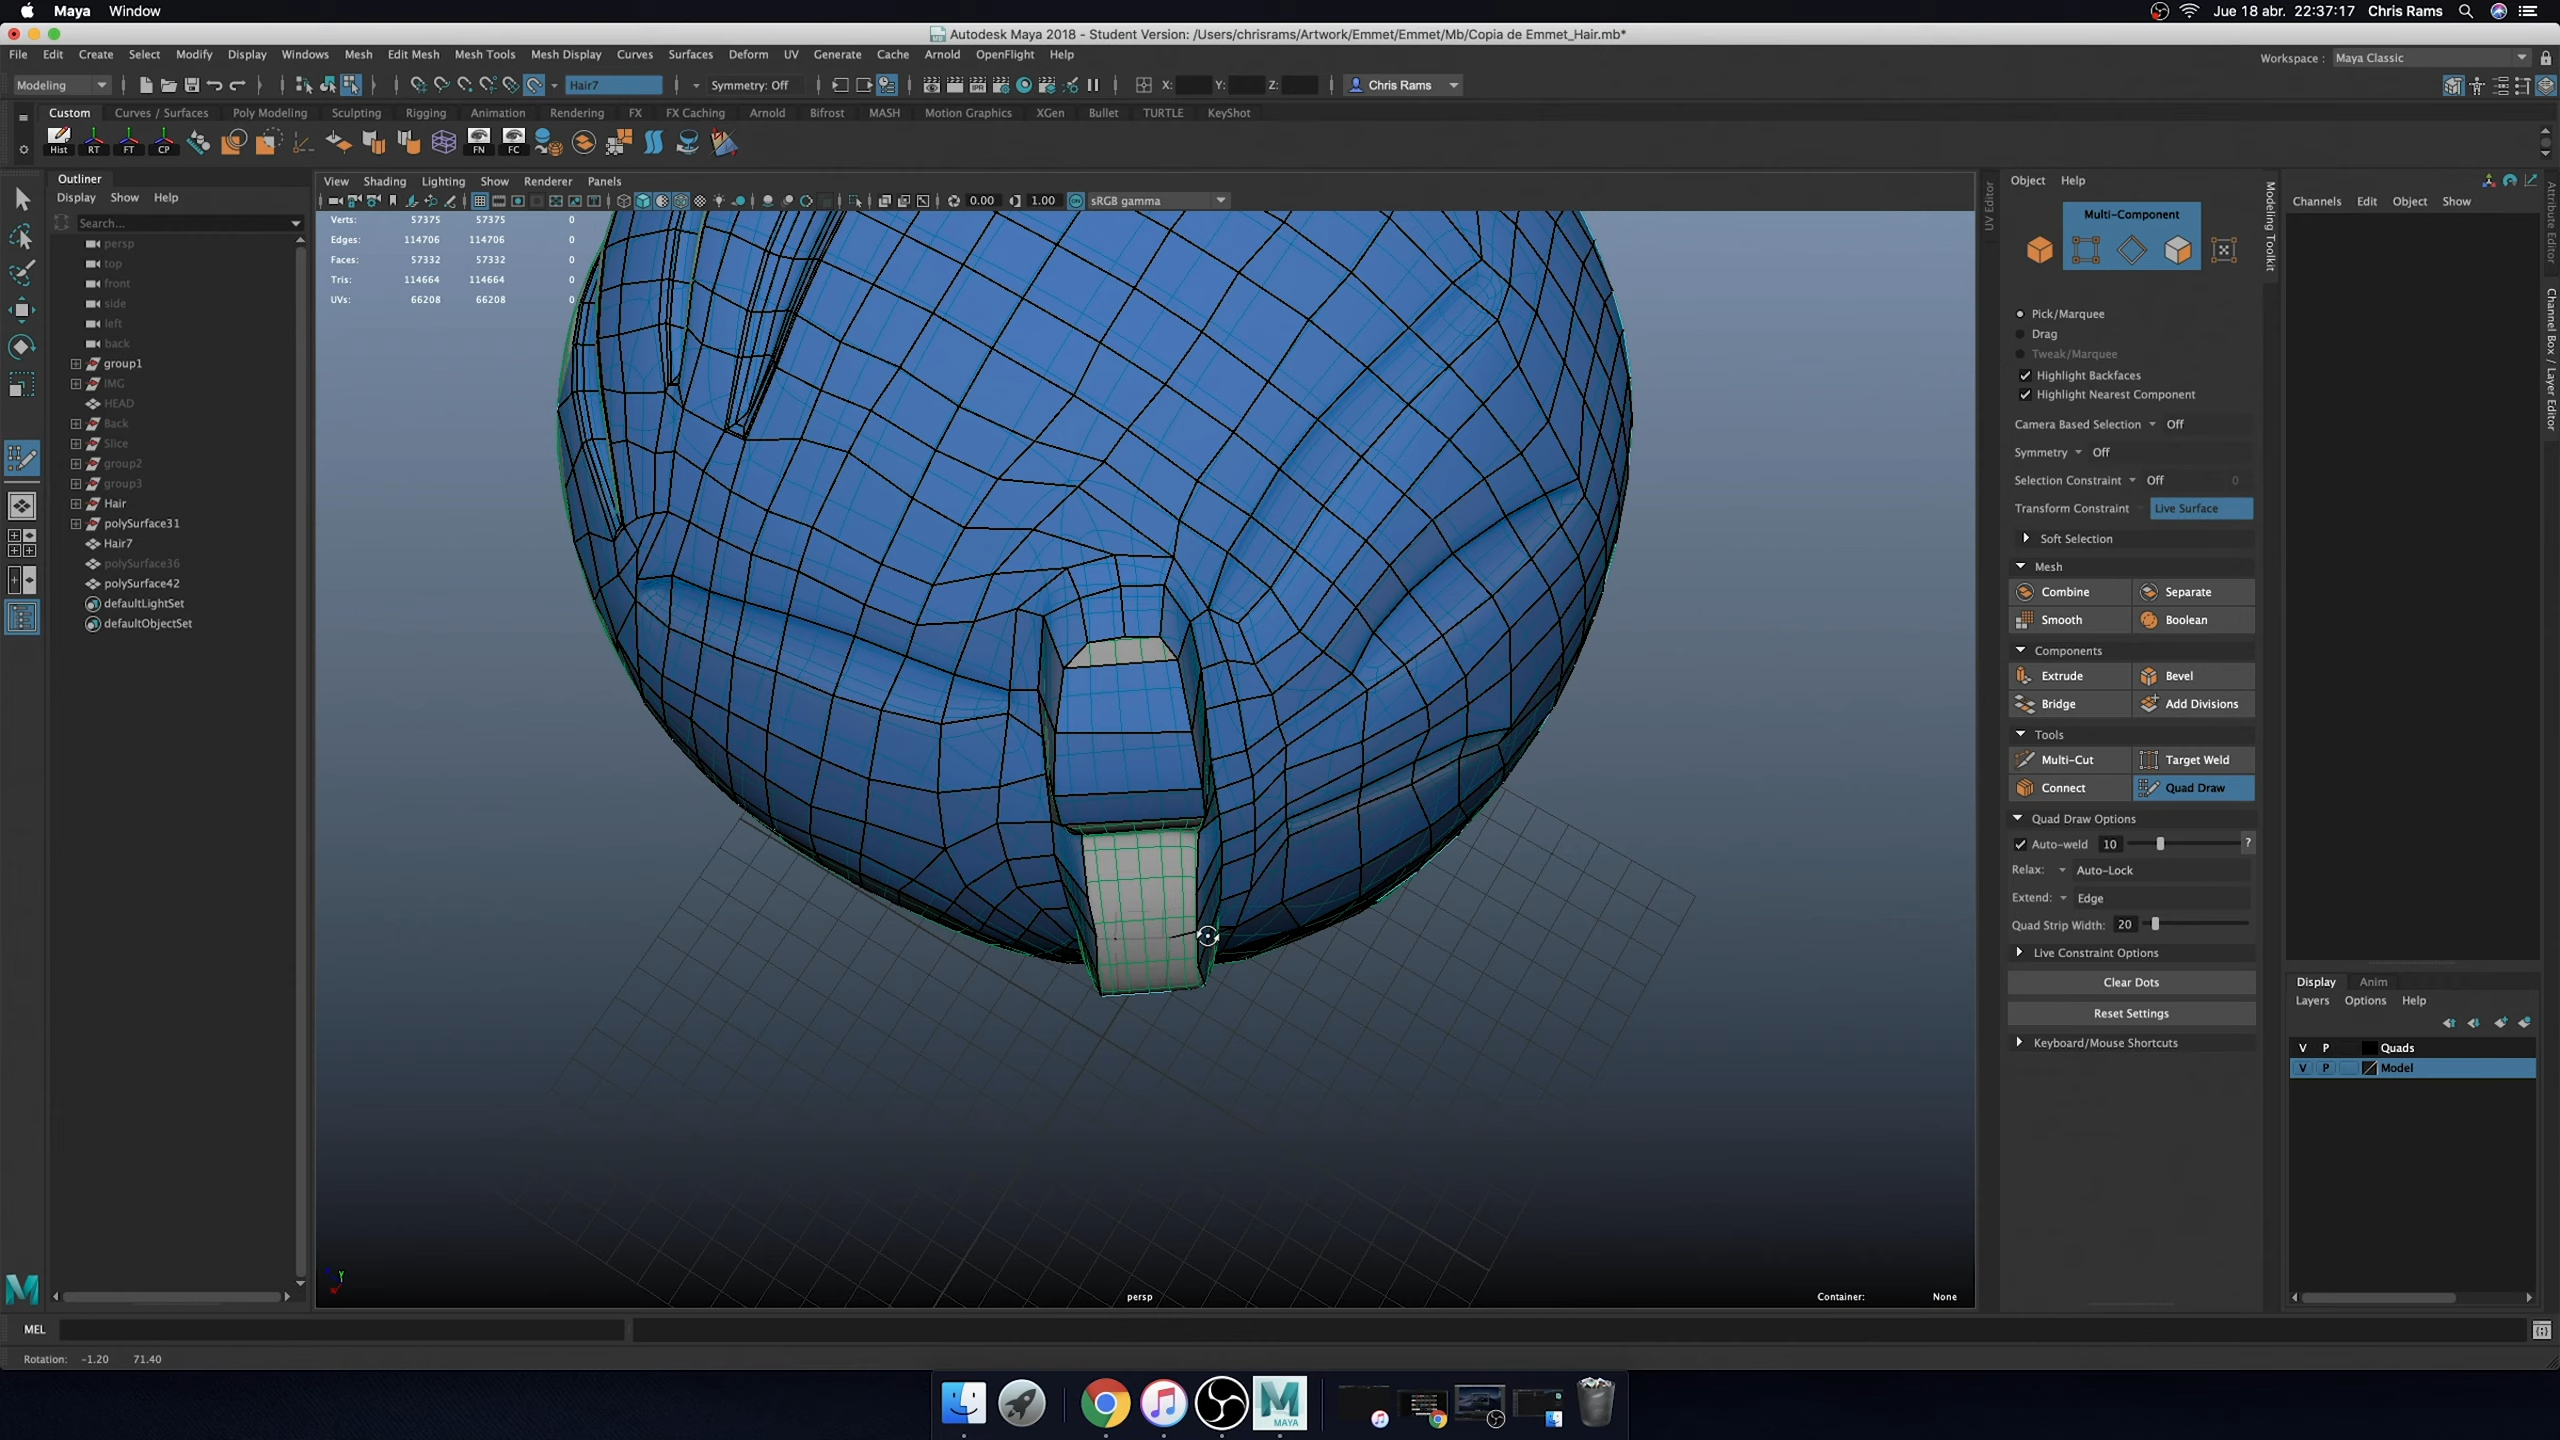 Maya Window
Jue 18 abr. 22:37:17 Chris Rams
Autodesk Maya 2018 - Student Version: /Users/chrisrams/Artwork/Emmet/Emmet/Mb/Copia de Emmet_Hair.mb*
File Edit Create Select Modify Display Windows Mesh Edit Mesh Mesh Tools Mesh Display Curves Surfaces Deform UV Generate Cache Arnold OpenFlight Help
Workspace : Maya Classic
Modeling Hair7 Symmetry: Off X: Y: Z: Chris Rams
Custom Curves / Surfaces Poly Modeling Sculpting Rigging Animation Rendering FX FX Caching Arnold Bifrost MASH Motion Graphics XGen Bullet TURTLE KeyShot
Hist RT FT CP FN FC
Outliner
Display Show Help
Search...
persp
top
front
side
left
back
group1
IMG
HEAD
Back
Slice
group2
group3
Hair
polySurface31
Hair7
polySurface36
polySurface42
defaultLightSet
defaultObjectSet
View Shading Lighting Show Renderer Panels
0.00 1.00 sRGB gamma
Verts: 57375 57375 0
Edges: 114706 114706 0
Faces: 57332 57332 0
Tris: 114664 114664 0
UVs: 66208 66208 0
Y
persp
Container: None
UV Editor
Object Help
Multi-Component
Pick/Marquee
Drag
Tweak/Marquee
Highlight Backfaces
Highlight Nearest Component
Camera Based Selection Off
Symmetry Off
Selection Constraint Off 0
Transform Constraint Live Surface
Soft Selection
Mesh
Combine Separate
Smooth Boolean
Components
Extrude Bevel
Bridge Add Divisions
Tools
Multi-Cut Target Weld
Connect Quad Draw
Quad Draw Options
Auto-weld 10 ?
Relax: Auto-Lock
Extend: Edge
Quad Strip Width: 20
Live Constraint Options
Clear Dots
Reset Settings
Keyboard/Mouse Shortcuts
Modeling Toolkit
Channels Edit Object Show
Attribute Editor
Channel Box / Layer Editor
Display Anim
Layers Options Help
V P Quads
V P Model
MEL
Rotation: -1.20 71.40
M
MAYA